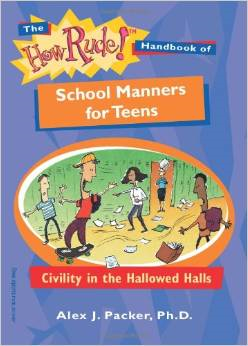 The
How Rude!™
Handbook of
School Manners
for Teens
Civility in the Hallowed Halls
Alex J. Packer, Ph.D.